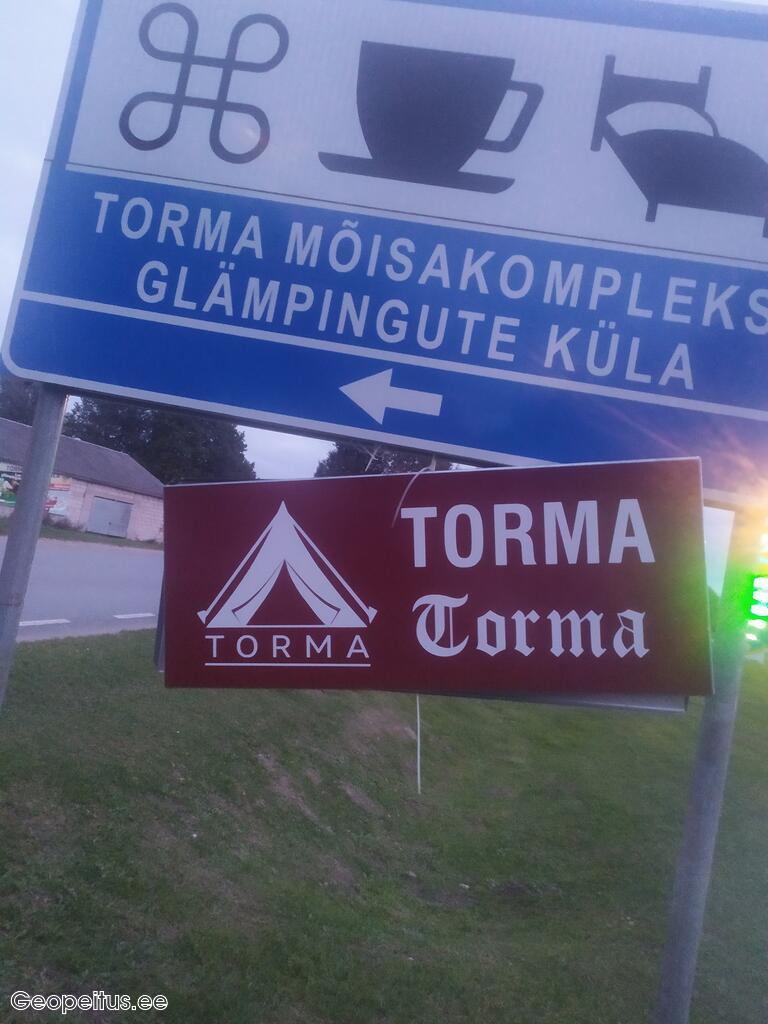 TORMA MÕISAKOMPLEKS
GLÄMPINGUTE KÜLA
TORMA
Torma
TORMA
Geopeitus.ee